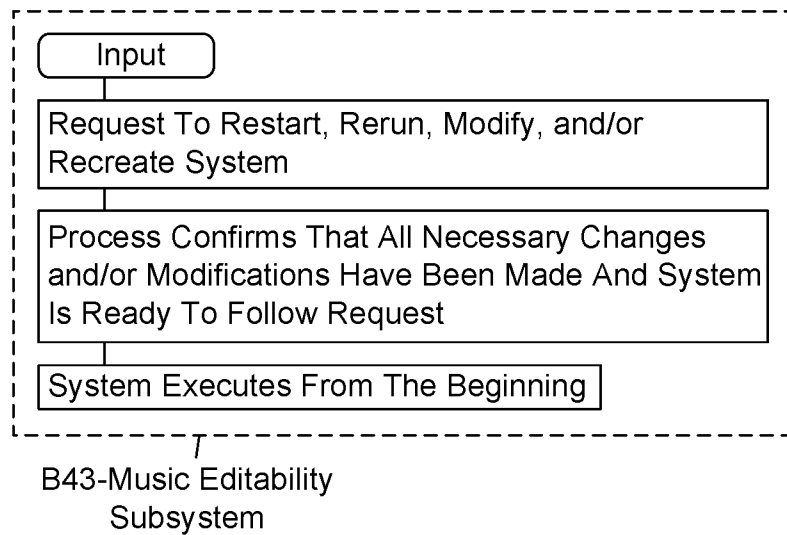 Input
Request To Restart, Rerun, Modify, and/or
Recreate System
Process Confirms That All Necessary Changes
and/or Modifications Have Been Made And System
Is Ready To Follow Request
System Executes From The Beginning
B43-Music Editability
Subsystem